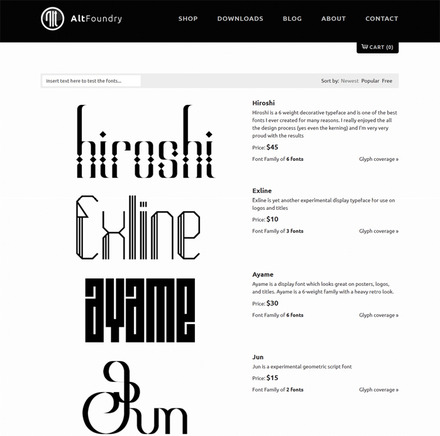 AltFoundry
SHOP DOWNLOADS BLOG ABOUT CONTACT
CART (0)
Insert text here to test the fonts...
Sort by: Newest Popular Free
hiroshi
Hiroshi
Hiroshi is a 6-weight decorative typeface and is one of the best
fonts I ever created for many reasons. I really enjoyed the all
the design process (yes even the kerning) and I'm very very
proud with the results
Price: $45
Font Family of 6 fonts Glyph coverage »
Exline
Exline
Exline is yet another experimental display typeface for use on
logos and titles
Price: $10
Font Family of 3 fonts Glyph coverage »
ayame
Ayame
Ayame is a display font which looks great on posters, logos,
and titles. Ayame is a 6-weight family with a heavy retro look.
Price: $30
Font Family of 6 fonts Glyph coverage »
Jun
Jun
Jun is a experimental geometric script font
Price: $15
Font Family of 2 fonts Glyph coverage »